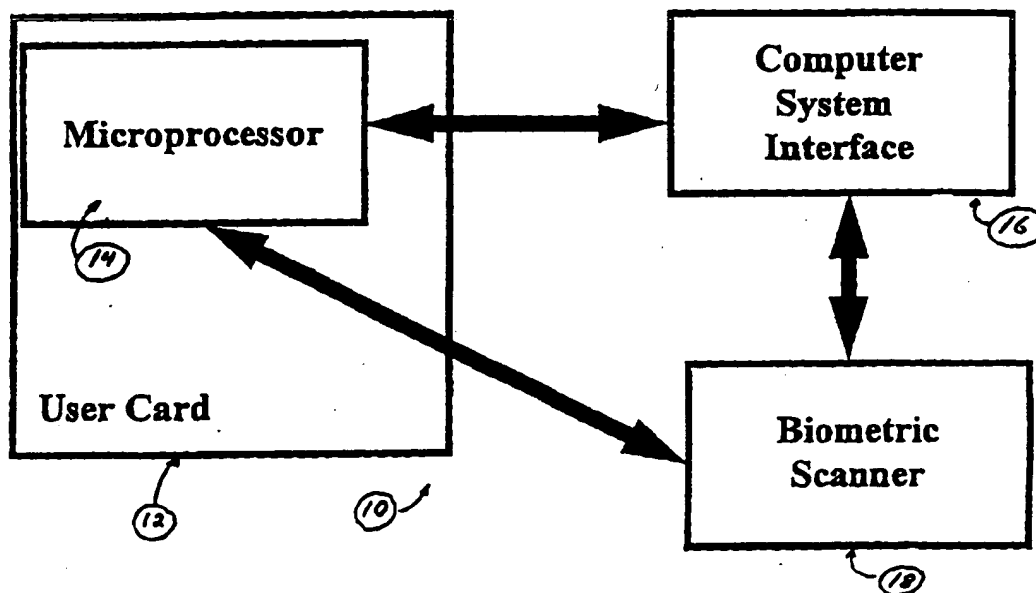 Microprocessor
14
User Card
12
10
Computer
System
Interface
16
Biometric
Scanner
18